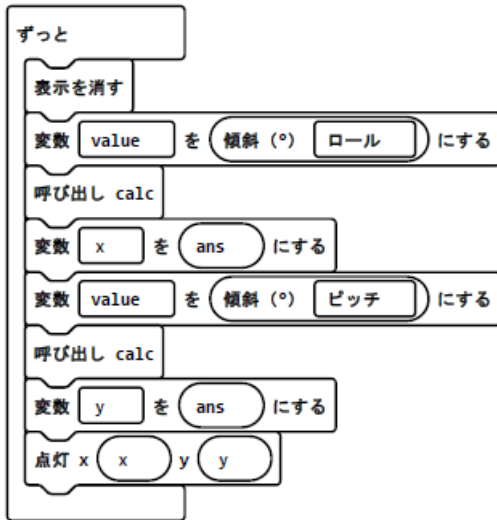 ずっと
表示を消す
変数 value を 傾斜 (°) ロール にする
呼び出し calc
変数 x を ans にする
変数 value を 傾斜 (°) ピッチ にする
呼び出し calc
変数 y を ans にする
点灯 x x y y